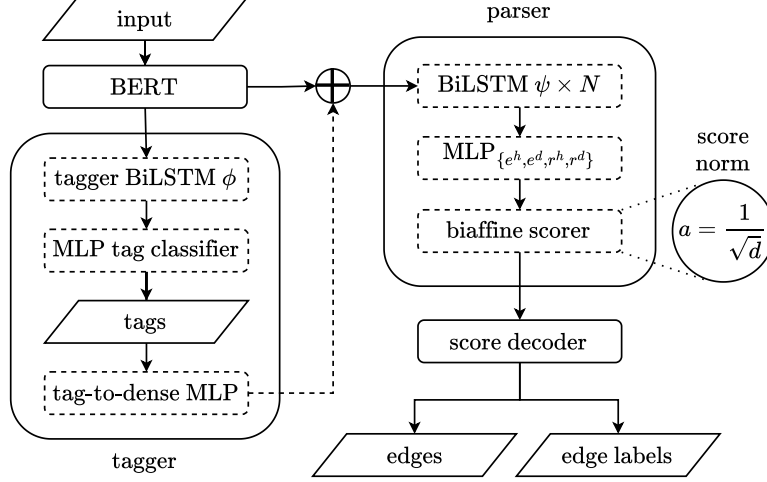 input
BERT
tagger BiLSTM ϕ
MLP tag classifier
tags
tag-to-dense MLP
tagger
parser
BiLSTM ψ × N
MLP_{e^h,e^d,r^h,r^d}
biaffine scorer
score
norm
a = 1/√d
score decoder
edges
edge labels